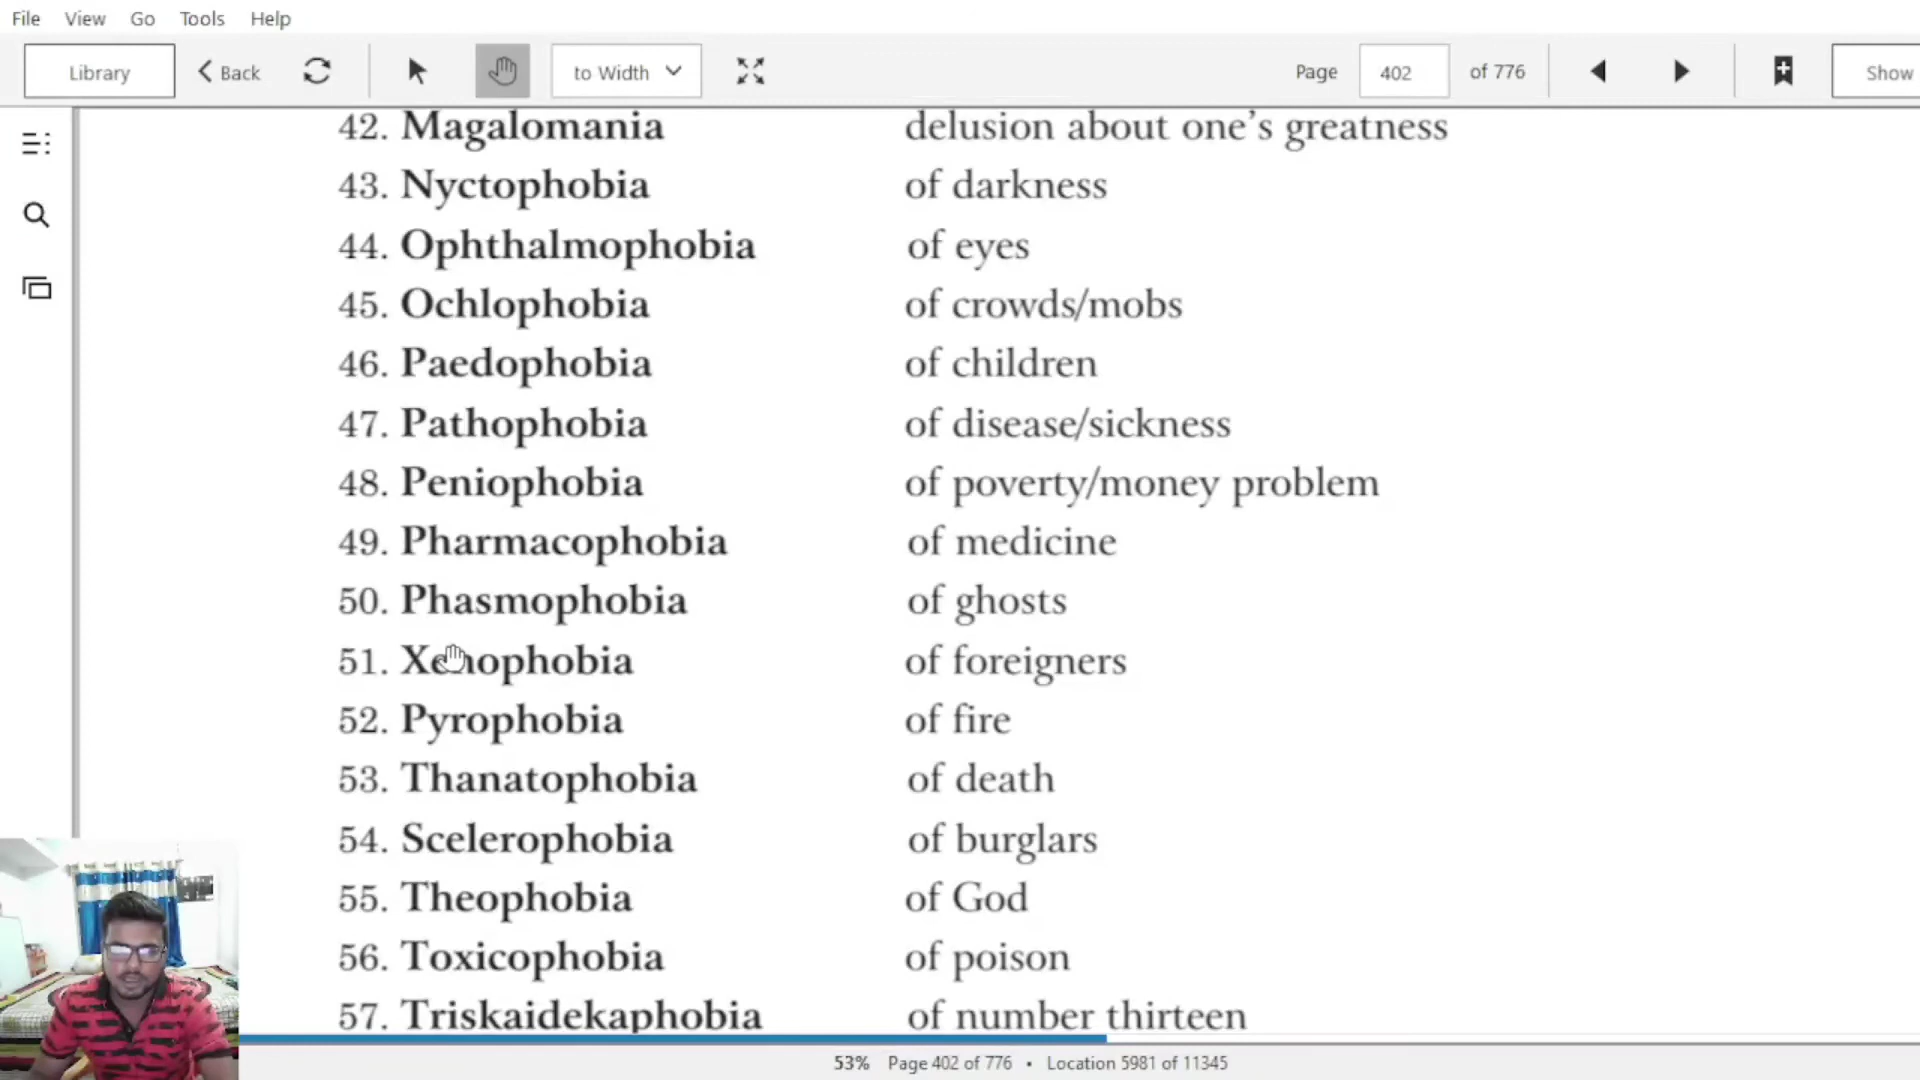 File View Go Tools Help
Library Back to Width Page 402 of 776 Show
42. Magalomania delusion about one's greatness
43. Nyctophobia of darkness
44. Ophthalmophobia of eyes
45. Ochlophobia of crowds/mobs
46. Paedophobia of children
47. Pathophobia of disease/sickness
48. Peniophobia of poverty/money problem
49. Pharmacophobia of medicine
50. Phasmophobia of ghosts
51. Xenophobia of foreigners
52. Pyrophobia of fire
53. Thanatophobia of death
54. Scelerophobia of burglars
55. Theophobia of God
56. Toxicophobia of poison
57. Triskaidekaphobia of number thirteen
53% Page 402 of 776 • Location 5981 of 11345